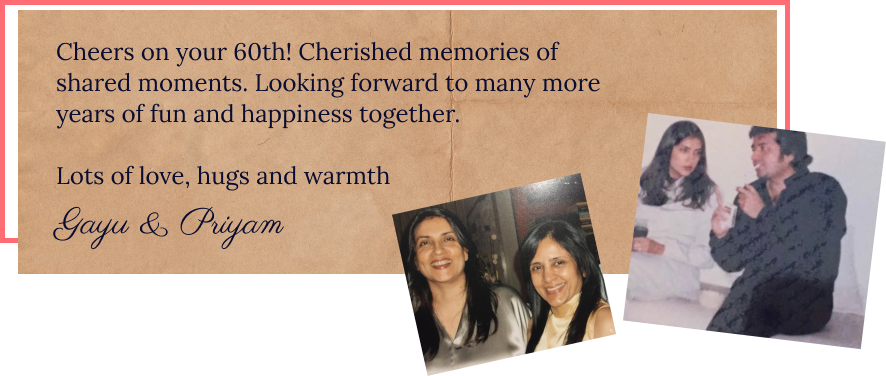 Cheers on your 60th! Cherished memories of
shared moments. Looking forward to many more
years of fun and happiness together.
Lots of love, hugs and warmth
Gayu & Priyam